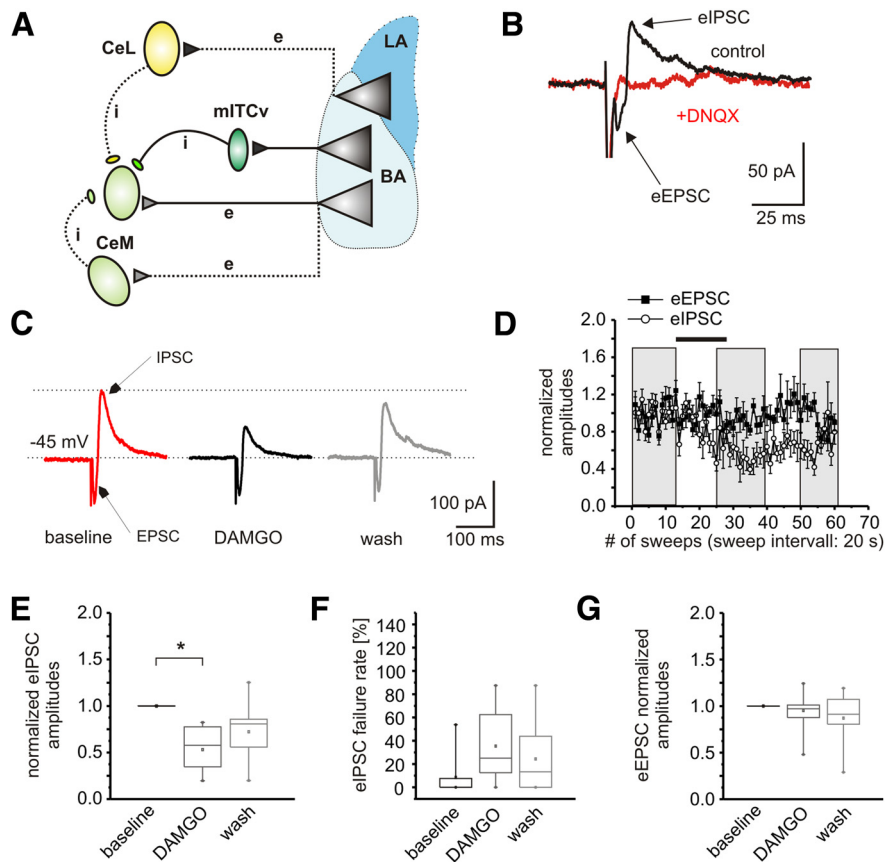 A
CeL
e
LA
i
mITCv
i
BA
e
i
CeM
e
B
eIPSC
control
+DNQX
eEPSC
50 pA
25 ms
C
IPSC
-45 mV
EPSC
baseline
DAMGO
wash
100 pA
100 ms
D
eEPSC
eIPSC
normalized
amplitudes
2.0
1.6
1.2
0.8
0.4
0.0
0 10 20 30 40 50 60 70
# of sweeps (sweep intervall: 20 s)
E
normalized eIPSC
amplitudes
2.0
1.5
1.0
0.5
0.0
*
baseline
DAMGO
wash
F
eIPSC failure rate [%]
140
120
100
80
60
40
20
0
baseline
DAMGO
wash
G
eEPSC normalized
amplitudes
2.0
1.5
1.0
0.5
0.0
baseline
DAMGO
wash